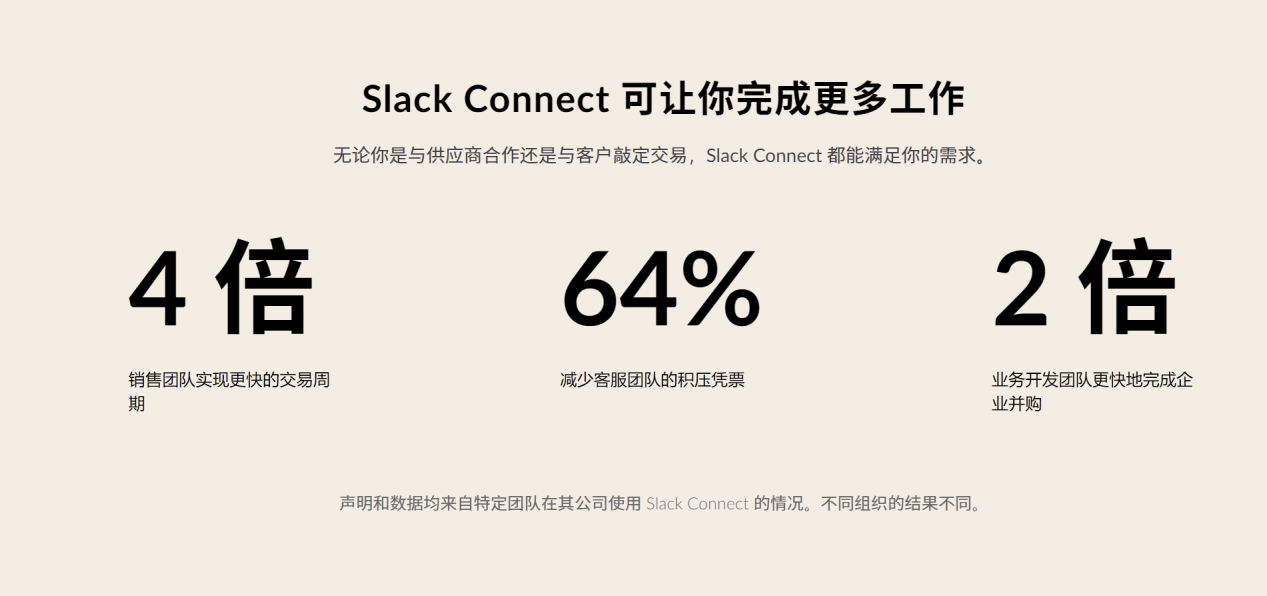 Slack Connect 可让你完成更多工作
无论你是与供应商合作还是与客户敲定交易，Slack Connect 都能满足你的需求。
4 倍
64%
2 倍
销售团队实现更快的交易周
期
减少客服团队的积压凭票
业务开发团队更快地完成企
业并购
声明和数据均来自特定团队在其公司使用 Slack Connect 的情况。不同组织的结果不同。